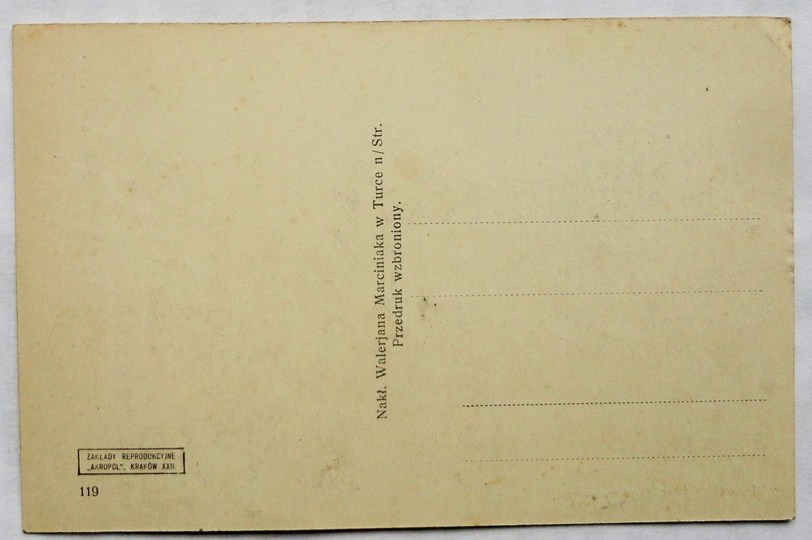 Nakł. Walerjana Marciniaka w Turce n/Str.
Przedruk wzbroniony.
ZAKŁADY REPRODUKCYJNE
„AKROPOL", KRAKÓW XXII.
119